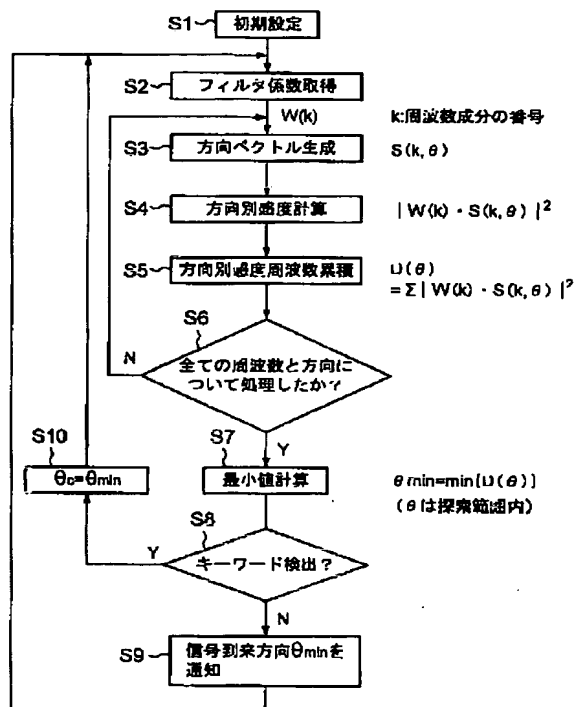 S1 初期設定
S2 フィルタ係数取得
W(k) k:周波数成分の番号
S3 方向ベクトル生成 S(k,θ)
S4 方向別感度計算 |W(k)・S(k,θ)|²
S5 方向別感度周波数累積 D(θ)
=Σ|W(k)・S(k,θ)|²
S6
N
全ての周波数と方向に
ついて処理したか?
Y
S10
θc=θmin
S7
最小値計算 θmin=min[D(θ)]
(θは探索範囲内)
S8
Y
キーワード検出?
N
S9 信号到来方向θminを
通知